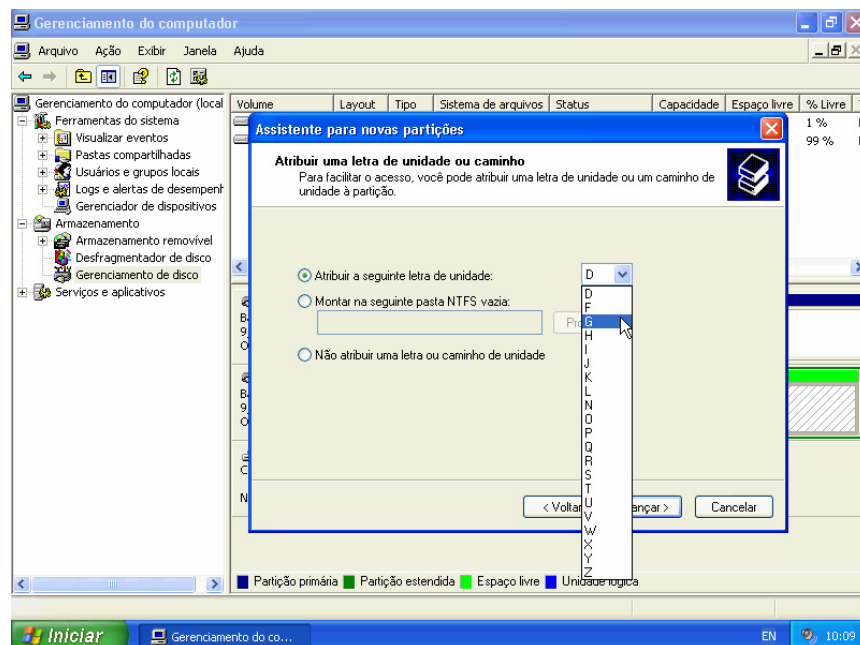 Gerenciamento do computador
Arquivo Ação Exibir Janela Ajuda
Gerenciamento do computador (local
Ferramentas do sistema
Visualizar eventos
Pastas compartilhadas
Usuários e grupos locais
Logs e alertas de desempenh
Gerenciador de dispositivos
Armazenamento
Armazenamento removível
Desfragmentador de disco
Gerenciamento de disco
Serviços e aplicativos
Volume Layout Tipo Sistema de arquivos Status Capacidade Espaço livre % Livre
1 %
99 %
Assistente para novas partições
Atribuir uma letra de unidade ou caminho
Para facilitar o acesso, você pode atribuir uma letra de unidade ou um caminho de
unidade à partição.
Atribuir a seguinte letra de unidade: D
Montar na seguinte pasta NTFS vazia:
Não atribuir uma letra ou caminho de unidade
D
F
G
H
I
J
K
L
N
O
P
Q
R
S
T
U
V
W
X
Y
Z
< Voltar ançar > Cancelar
Partição primária Partição estendida Espaço livre Unidade lógica
Iniciar Gerenciamento do co... EN 10:09